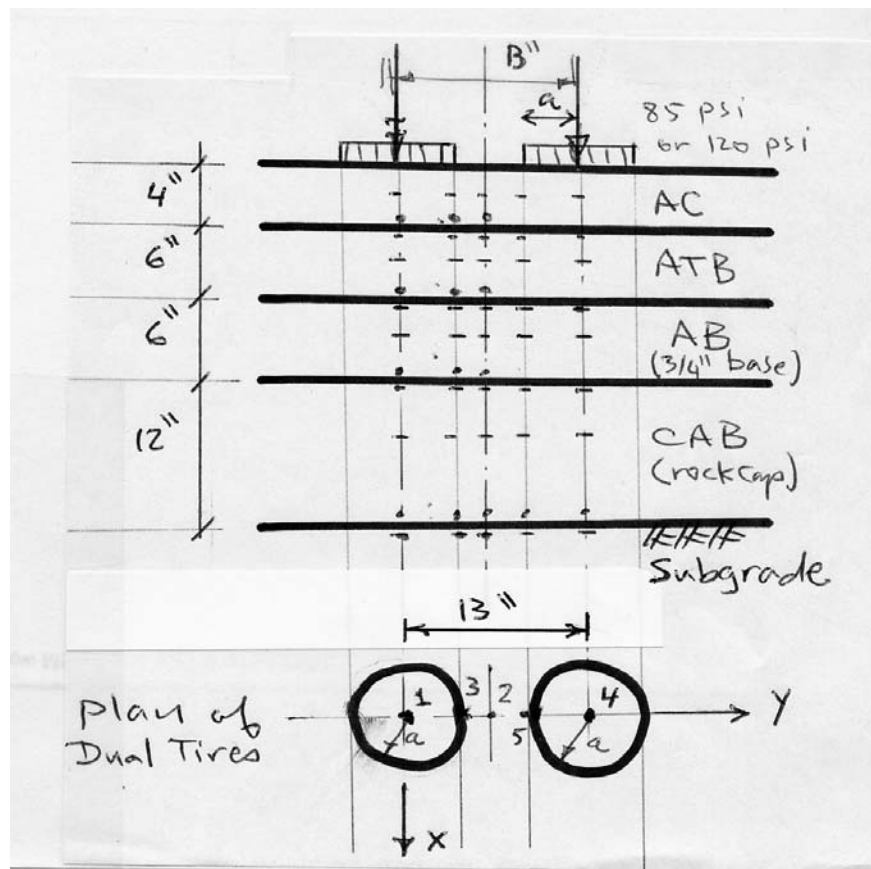 B"
a
85 psi
or 120 psi
4"
AC
6"
ATB
6"
AB
(3/4" base)
12"
CAB
(rockcap)
Subgrade
13"
Plan of
Dual Tires
1
3
2
5
4
a
a
Y
X